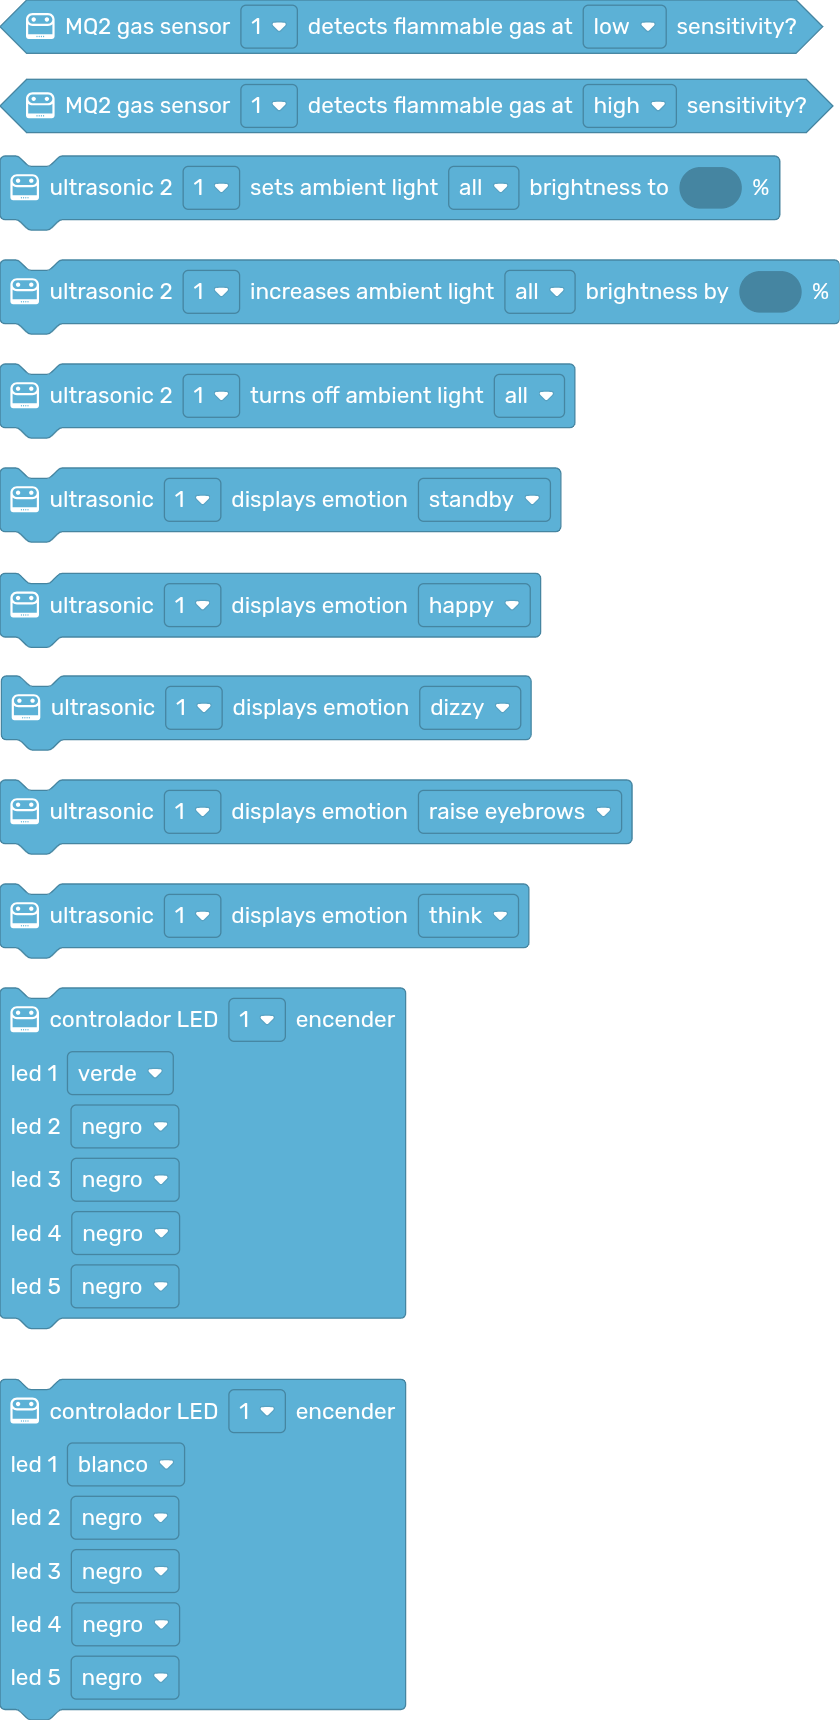 MQ2 gas sensor 1 detects flammable gas at low sensitivity?
MQ2 gas sensor 1 detects flammable gas at high sensitivity?
ultrasonic 2 1 sets ambient light all brightness to %
ultrasonic 2 1 increases ambient light all brightness by %
ultrasonic 2 1 turns off ambient light all
ultrasonic 1 displays emotion standby
ultrasonic 1 displays emotion happy
ultrasonic 1 displays emotion dizzy
ultrasonic 1 displays emotion raise eyebrows
ultrasonic 1 displays emotion think
controlador LED 1 encender
led 1 verde
led 2 negro
led 3 negro
led 4 negro
led 5 negro
controlador LED 1 encender
led 1 blanco
led 2 negro
led 3 negro
led 4 negro
led 5 negro